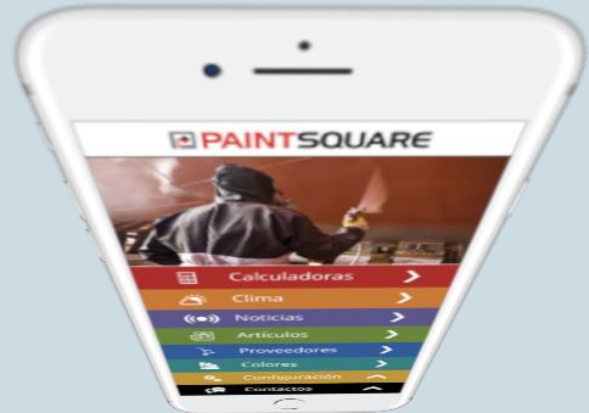 PAINTSQUARE
Calculadoras
Clima
Noticias
Artículos
Proveedores
Colores
Configuración
Contactos